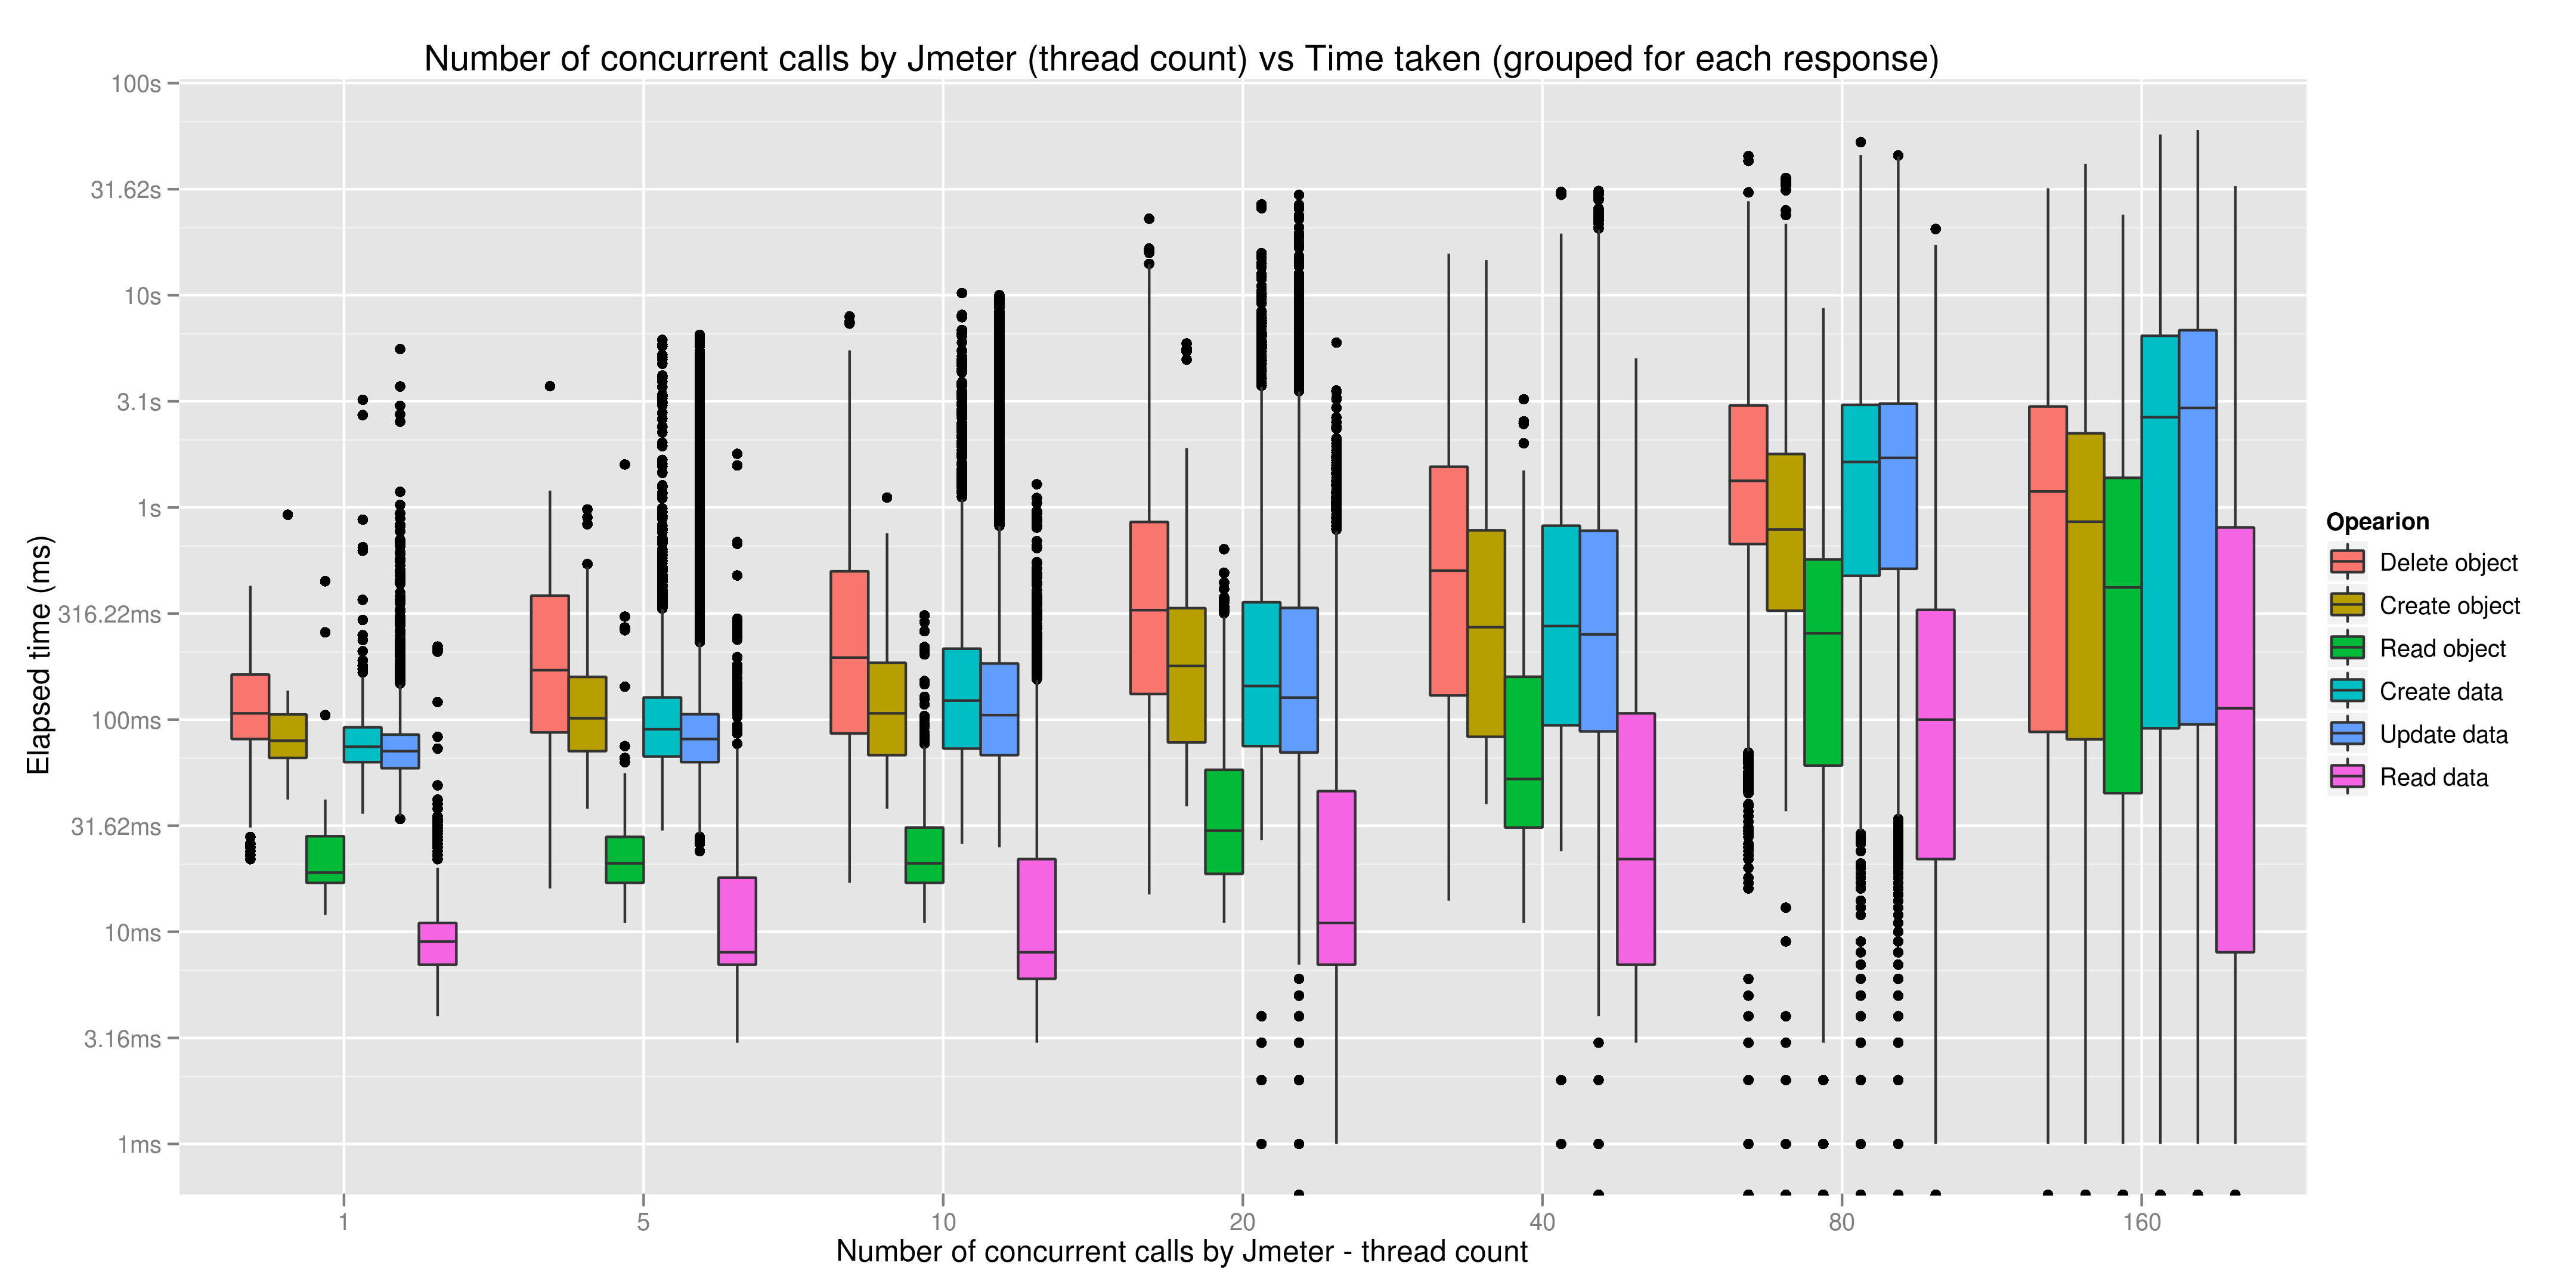 Number of concurrent calls by Jmeter (thread count) vs Time taken (grouped for each response)
100s
31.62s
10s
3.1s
1s
316.22ms
100ms
31.62ms
10ms
3.16ms
1ms
Elapsed time (ms)
1 5 10 20 40 80 160
Number of concurrent calls by Jmeter - thread count
Opearion
Delete object
Create object
Read object
Create data
Update data
Read data